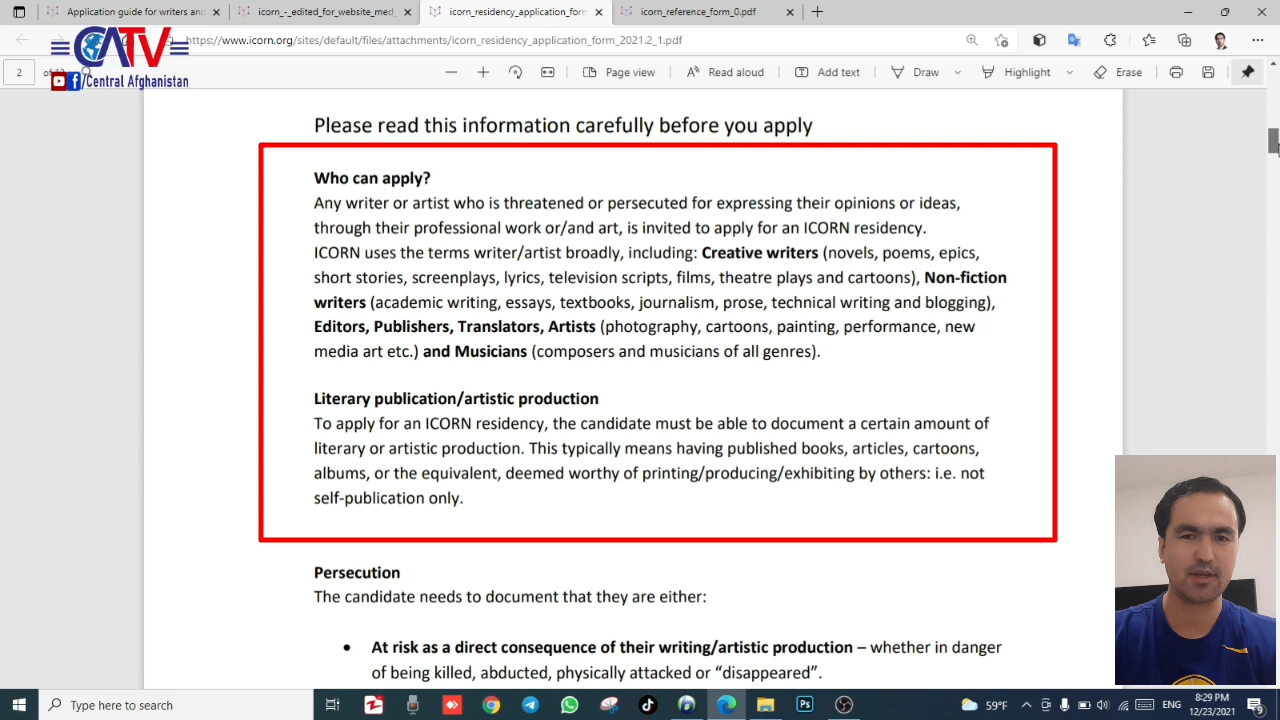 Application guide for writers anc
icorn_-_edited_for_website_med_
icorn_residency_application_form
icorn_reference_form_0.pdf
https://www.icorn.org/sites/default/files/attachments/icorn_residency_application_form_2021.2_1.pdf
CATV
/Central Afghanistan
2
Page view
Read aloud
Add text
Draw
Highlight
Erase
Please read this information carefully before you apply
Who can apply?
Any writer or artist who is threatened or persecuted for expressing their opinions or ideas,
through their professional work or/and art, is invited to apply for an ICORN residency.
ICORN uses the terms writer/artist broadly, including: Creative writers (novels, poems, epics,
short stories, screenplays, lyrics, television scripts, films, theatre plays and cartoons), Non-fiction
writers (academic writing, essays, textbooks, journalism, prose, technical writing and blogging),
Editors, Publishers, Translators, Artists (photography, cartoons, painting, performance, new
media art etc.) and Musicians (composers and musicians of all genres).
Literary publication/artistic production
To apply for an ICORN residency, the candidate must be able to document a certain amount of
literary or artistic production. This typically means having published books, articles, cartoons,
albums, or the equivalent, deemed worthy of printing/producing/exhibiting by others: i.e. not
self-publication only.
Persecution
The candidate needs to document that they are either:
• At risk as a direct consequence of their writing/artistic production – whether in danger
of being killed, abducted, physically attacked or “disappeared”.
Type here to search
59°F
8:29 PM
12/23/2021